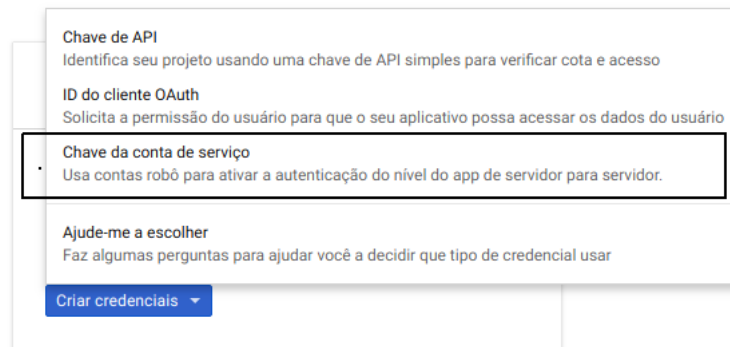 Chave de API
Identifica seu projeto usando uma chave de API simples para verificar cota e acesso
ID do cliente OAuth
Solicita a permissão do usuário para que o seu aplicativo possa acessar os dados do usuário
Chave da conta de serviço
Usa contas robô para ativar a autenticação do nível do app de servidor para servidor.
Ajude-me a escolher
Faz algumas perguntas para ajudar você a decidir que tipo de credencial usar
Criar credenciais